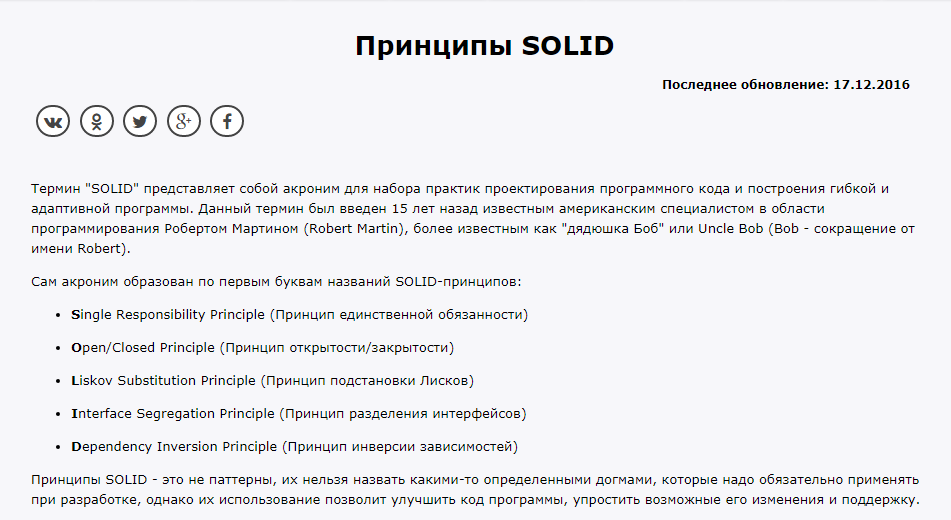 Принципы SOLID
Последнее обновление: 17.12.2016
Термин "SOLID" представляет собой акроним для набора практик проектирования программного кода и построения гибкой и
адаптивной программы. Данный термин был введен 15 лет назад известным американским специалистом в области
программирования Робертом Мартином (Robert Martin), более известным как "дядюшка Боб" или Uncle Bob (Bob - сокращение от
имени Robert).
Сам акроним образован по первым буквам названий SOLID-принципов:
• Single Responsibility Principle (Принцип единственной обязанности)
• Open/Closed Principle (Принцип открытости/закрытости)
• Liskov Substitution Principle (Принцип подстановки Лисков)
• Interface Segregation Principle (Принцип разделения интерфейсов)
• Dependency Inversion Principle (Принцип инверсии зависимостей)
Принципы SOLID - это не паттерны, их нельзя назвать какими-то определенными догмами, которые надо обязательно применять
при разработке, однако их использование позволит улучшить код программы, упростить возможные его изменения и поддержку.